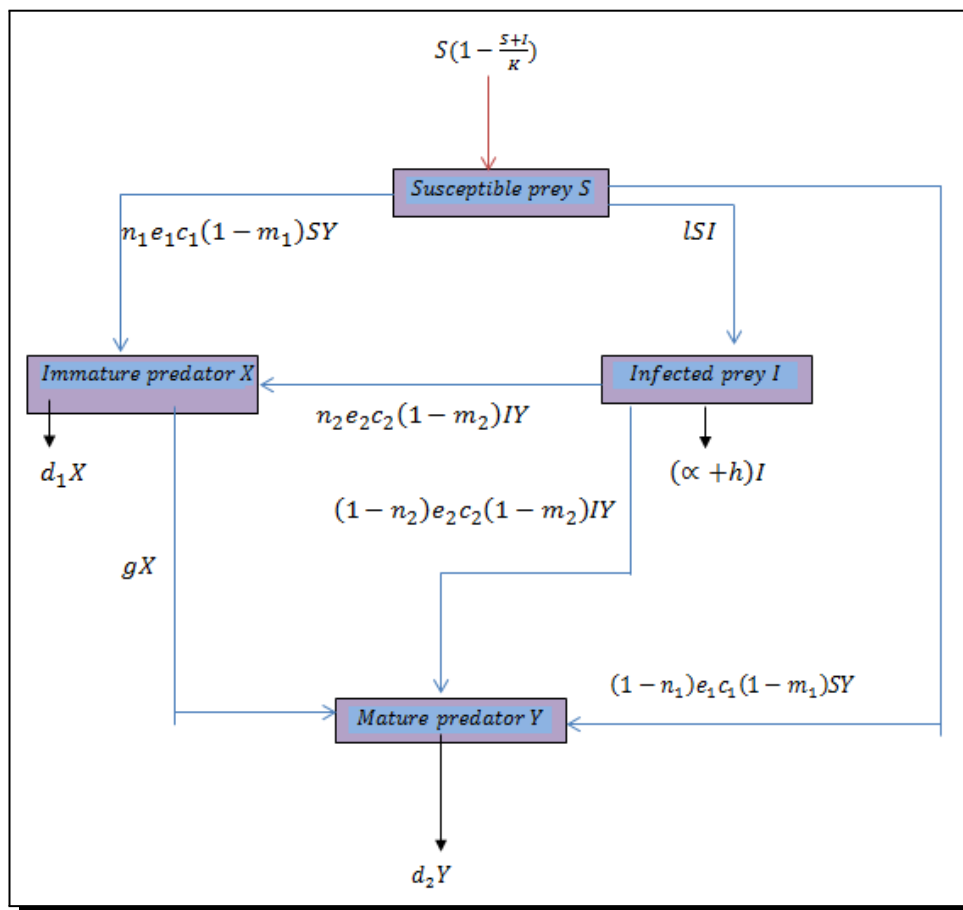 S(1 − \frac{S+I}{K})
Susceptible prey S
n₁e₁c₁(1 − m₁)SY
lSI
Immature predator X
Infected prey I
n₂e₂c₂(1 − m₂)IY
d₁X
(∝ +h)I
(1 − n₂)e₂c₂(1 − m₂)IY
gX
(1 − n₁)e₁c₁(1 − m₁)SY
Mature predator Y
d₂Y